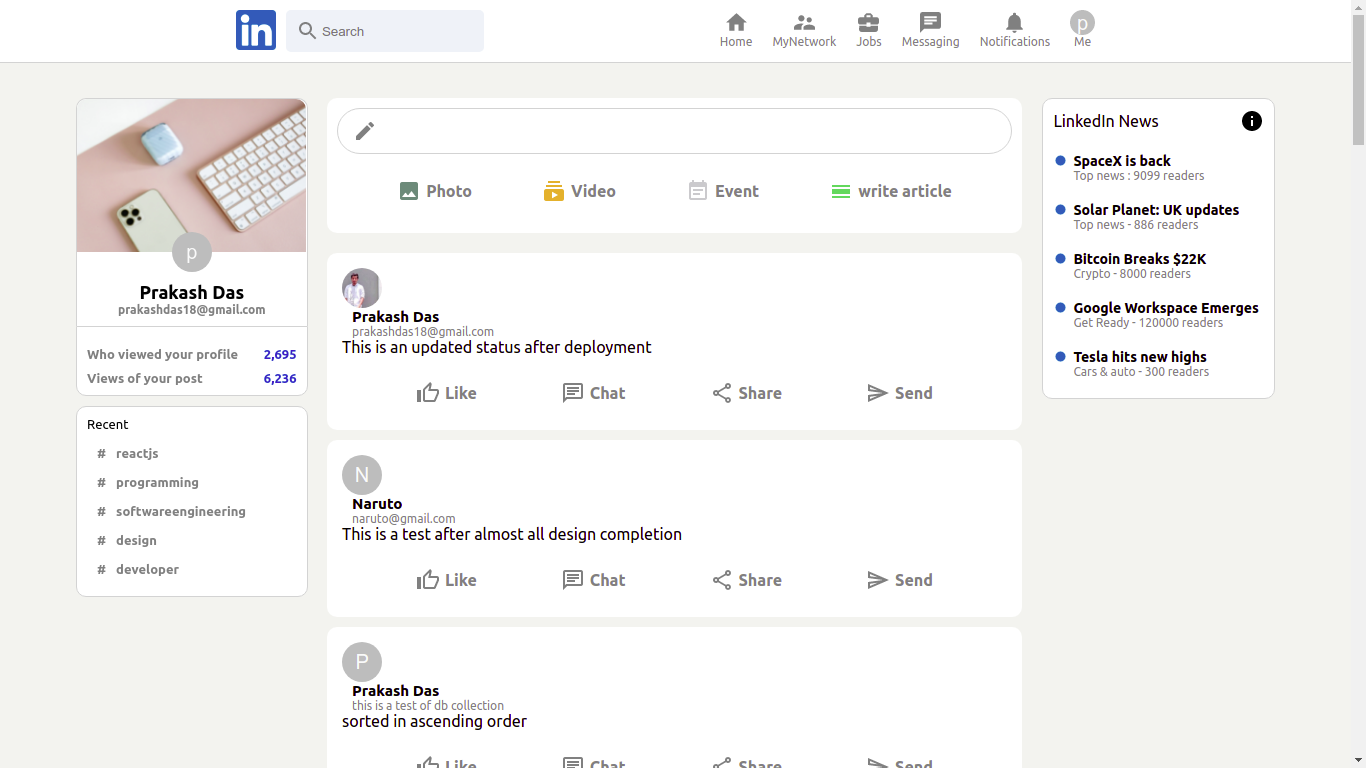 in
Search
Home
MyNetwork
Jobs
Messaging
Notifications
p
Me
p
Prakash Das
prakashdas18@gmail.com
Who viewed your profile 2,695
Views of your post 6,236
Recent
# reactjs
# programming
# softwareengineering
# design
# developer
Photo
Video
Event
write article
Prakash Das
prakashdas18@gmail.com
This is an updated status after deployment
Like
Chat
Share
Send
N
Naruto
naruto@gmail.com
This is a test after almost all design completion
Like
Chat
Share
Send
P
Prakash Das
this is a test of db collection
sorted in ascending order
Like
Chat
Share
Send
LinkedIn News
SpaceX is back
Top news : 9099 readers
Solar Planet: UK updates
Top news - 886 readers
Bitcoin Breaks $22K
Crypto - 8000 readers
Google Workspace Emerges
Get Ready - 120000 readers
Tesla hits new highs
Cars & auto - 300 readers